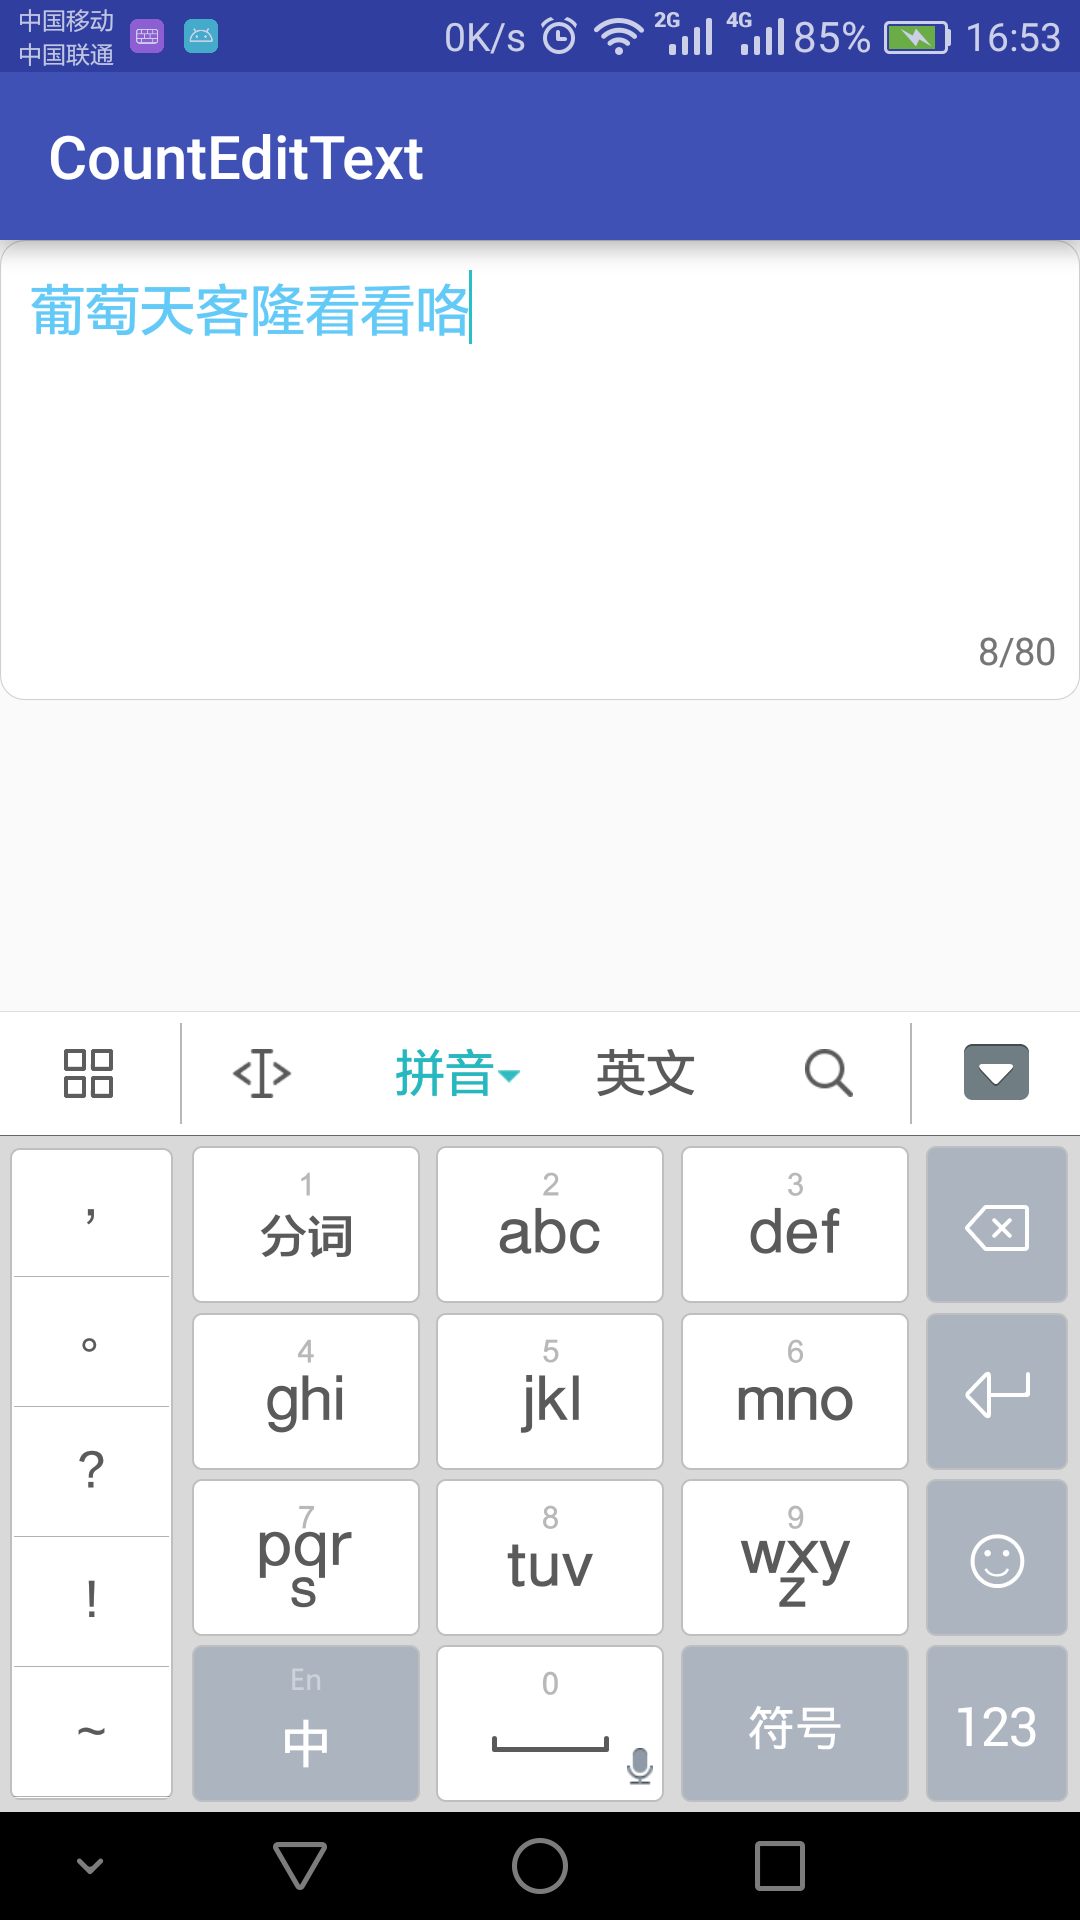 中国移动
中国联通
0K/s 2G 4G 85% 16:53
CountEditText
葡萄天客隆看看咯
8/80
拼音 英文
，
。
?
!
~
1
分词
2
abc
3
def
4
ghi
5
jkl
6
mno
7
pqr
s
8
tuv
9
wxy
z
En
中
0
符号
123